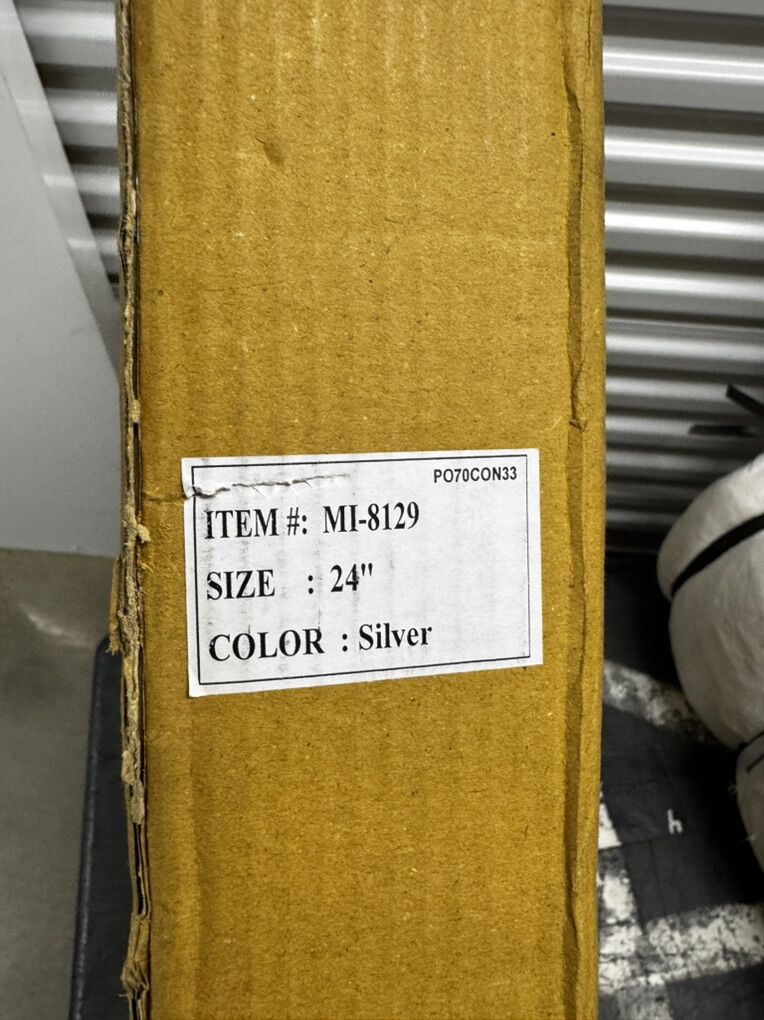 PO70CON33
ITEM #: MI-8129
SIZE : 24"
COLOR : Silver